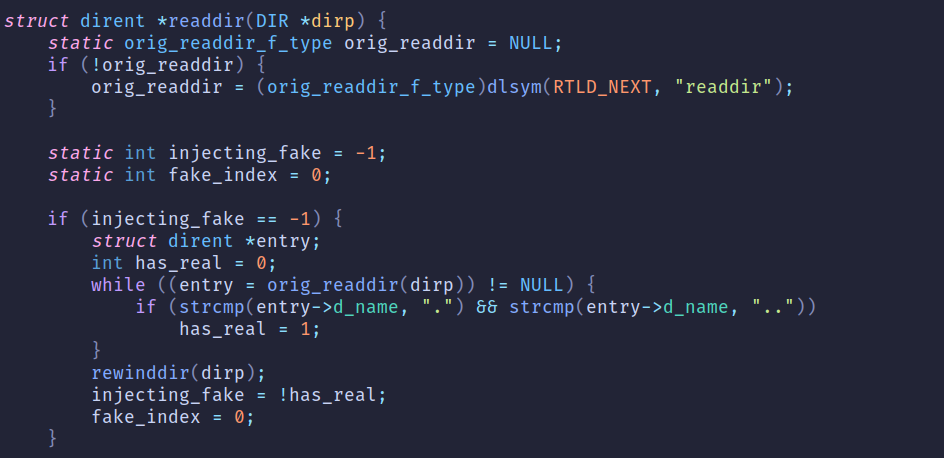 struct dirent *readdir(DIR *dirp) {
    static orig_readdir_f_type orig_readdir = NULL;
    if (!orig_readdir) {
        orig_readdir = (orig_readdir_f_type)dlsym(RTLD_NEXT, "readdir");
    }

    static int injecting_fake = -1;
    static int fake_index = 0;

    if (injecting_fake == -1) {
        struct dirent *entry;
        int has_real = 0;
        while ((entry = orig_readdir(dirp)) != NULL) {
            if (strcmp(entry->d_name, ".") && strcmp(entry->d_name, ".."))
                has_real = 1;
        }
        rewinddir(dirp);
        injecting_fake = !has_real;
        fake_index = 0;
    }